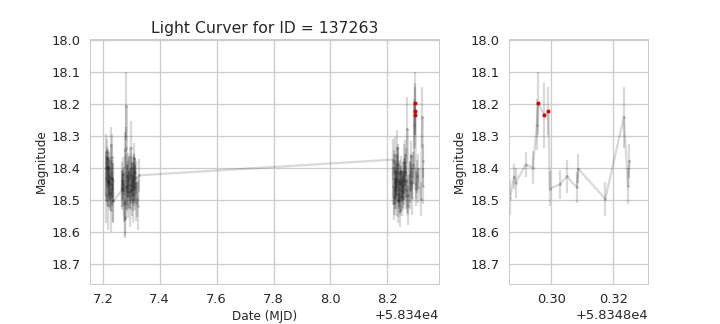 Light Curver for ID = 137263
18.0
18.1
18.2
18.3
18.4
18.5
18.6
18.7
Magnitude
7.2 7.4 7.6 7.8 8.0 8.2
Date (MJD)
+5.834e4
18.0
18.1
18.2
18.3
18.4
18.5
18.6
18.7
Magnitude
0.30 0.32
+5.8348e4